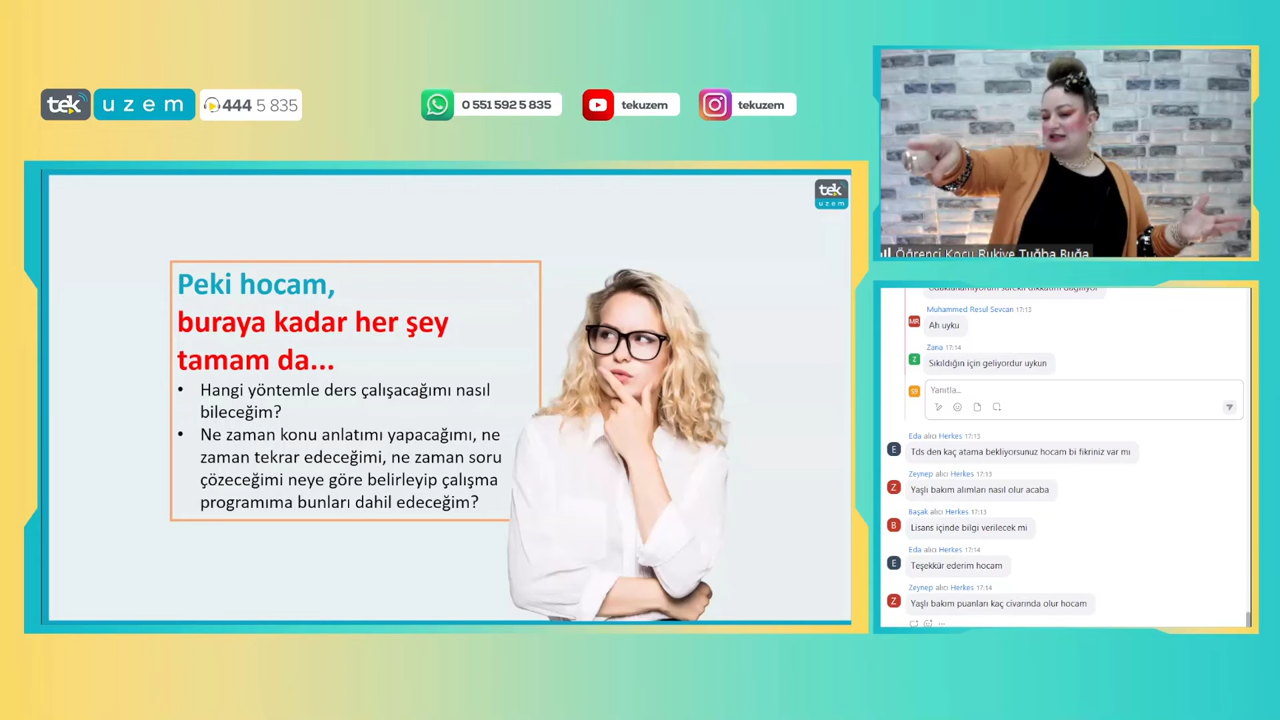 tek uzem 444 5 835
0 551 592 5 835
tekuzem
tekuzem
tek
uzem
Peki hocam,
buraya kadar her şey
tamam da...
• Hangi yöntemle ders çalışacağımı nasıl
bileceğim?
• Ne zaman konu anlatımı yapacağımı, ne
zaman tekrar edeceğimi, ne zaman soru
çözeceğimi neye göre belirleyip çalışma
programıma bunları dahil edeceğim?
Öğrenci Koçu Rukiye Tuğba Buğa
Muhammed Resul Sevcan 17:13
MR
Ah uyku
Zana 17:14
Z
Sıkıldığın için geliyordur uykun
Yanıtla...
Eda alıcı Herkes 17:13
E
Tds den kaç atama bekliyorsunuz hocam bi fikriniz var mı
Zeynep alıcı Herkes 17:13
Z
Yaşlı bakım alımları nasıl olur acaba
Başak alıcı Herkes 17:13
B
Lisans içinde bilgi verilecek mi
Eda alıcı Herkes 17:14
E
Teşekkür ederim hocam
Zeynep alıcı Herkes 17:14
Z
Yaşlı bakım puanları kaç civarında olur hocam